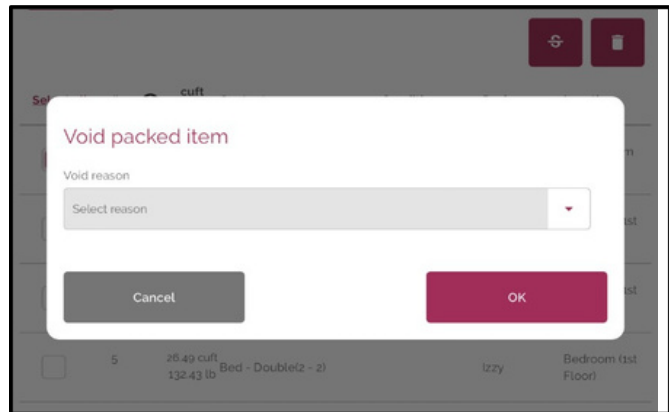 cuft
Void packed item
Void reason
Select reason
Cancel
OK
5
26.49 cuft
132.43 lb
Bed - Double(2 - 2)
Izzy
Bedroom (1st
Floor)